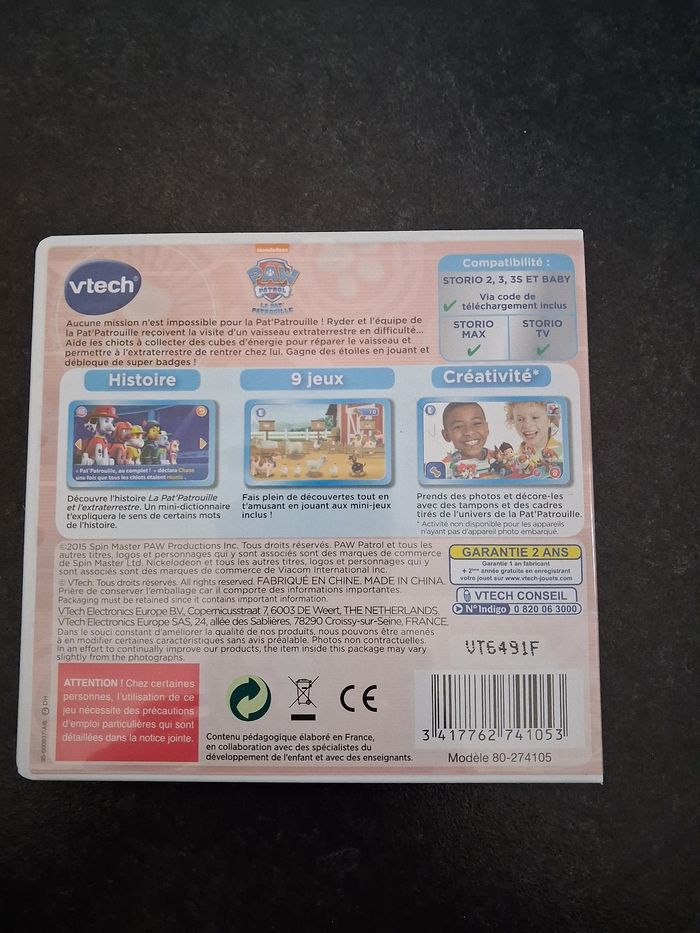 vtech
nickelodeon
PAW
PATROL
LA PAT'
PATROUILLE
Compatibilité :
STORIO 2, 3, 3S ET BABY
Via code de
téléchargement inclus
STORIO
MAX
STORIO
TV
Aucune mission n'est impossible pour la Pat'Patrouille ! Ryder et l'équipe de
la Pat'Patrouille reçoivent la visite d'un vaisseau extraterrestre en difficulté...
Aide les chiots à collecter des cubes d'énergie pour réparer le vaisseau et
permettre à l'extraterrestre de rentrer chez lui. Gagne des étoiles en jouant et
débloque de super badges !
Histoire
9 jeux
Créativité*
« Pat'Patrouille, au complet ! » déclara Chase
une fois que tous les chiots étaient réunis.
10
Découvre l'histoire La Pat'Patrouille
et l'extraterrestre. Un mini-dictionnaire
t'expliquera le sens de certains mots
de l'histoire.
Fais plein de découvertes tout en
t'amusant en jouant aux mini-jeux
inclus !
Prends des photos et décore-les
avec des tampons et des cadres
tirés de l'univers de la Pat'Patrouille.
* Activité non disponible pour les appareils
n'ayant pas d'appareil photo embarqué.
©2015 Spin Master PAW Productions Inc. Tous droits réservés. PAW Patrol et tous les
autres titres, logos et personnages qui y sont associés sont des marques de commerce
de Spin Master Ltd. Nickelodeon et tous les autres titres, logos et personnages qui y
sont associés sont des marques de commerce de Viacom International Inc.
© VTech. Tous droits réservés. All rights reserved. FABRIQUÉ EN CHINE. MADE IN CHINA.
Prière de conserver l'emballage car il comporte des informations importantes.
Packaging must be retained since it contains important information.
VTech Electronics Europe B.V., Copernicusstraat 7, 6003 DE Weert, THE NETHERLANDS.
VTech Electronics Europe SAS, 24, allée des Sablières, 78290 Croissy-sur-Seine, FRANCE.
Dans le souci constant d'améliorer la qualité de nos produits, nous pouvons être amenés
à en modifier certaines caractéristiques sans avis préalable. Photos non contractuelles.
In an effort to continually improve our products, the item inside this package may vary
slightly from the photographs.
GARANTIE 2 ANS
Garantie 1 an fabricant
+ 2ème année gratuite en enregistrant
votre jouet sur www.vtech-jouets.com
VTECH CONSEIL
N°Indigo 0 820 06 3000
VT6491F
ATTENTION ! Chez certaines
personnes, l'utilisation de ce
jeu nécessite des précautions
d'emploi particulières qui sont
détaillées dans la notice jointe.
CE
Contenu pédagogique élaboré en France,
en collaboration avec des spécialistes du
développement de l'enfant et avec des enseignants.
3 417762 741053
Modèle 80-274105